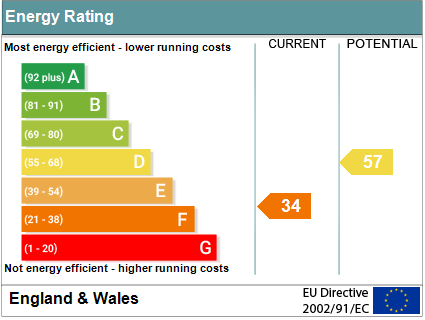 Energy Rating
Most energy efficient - lower running costs
CURRENT
POTENTIAL
(92 plus) A
(81 - 91) B
(69 - 80) C
(55 - 68) D
57
(39 - 54) E
(21 - 38) F
34
(1 - 20) G
Not energy efficient - higher running costs
England & Wales
EU Directive
2002/91/EC